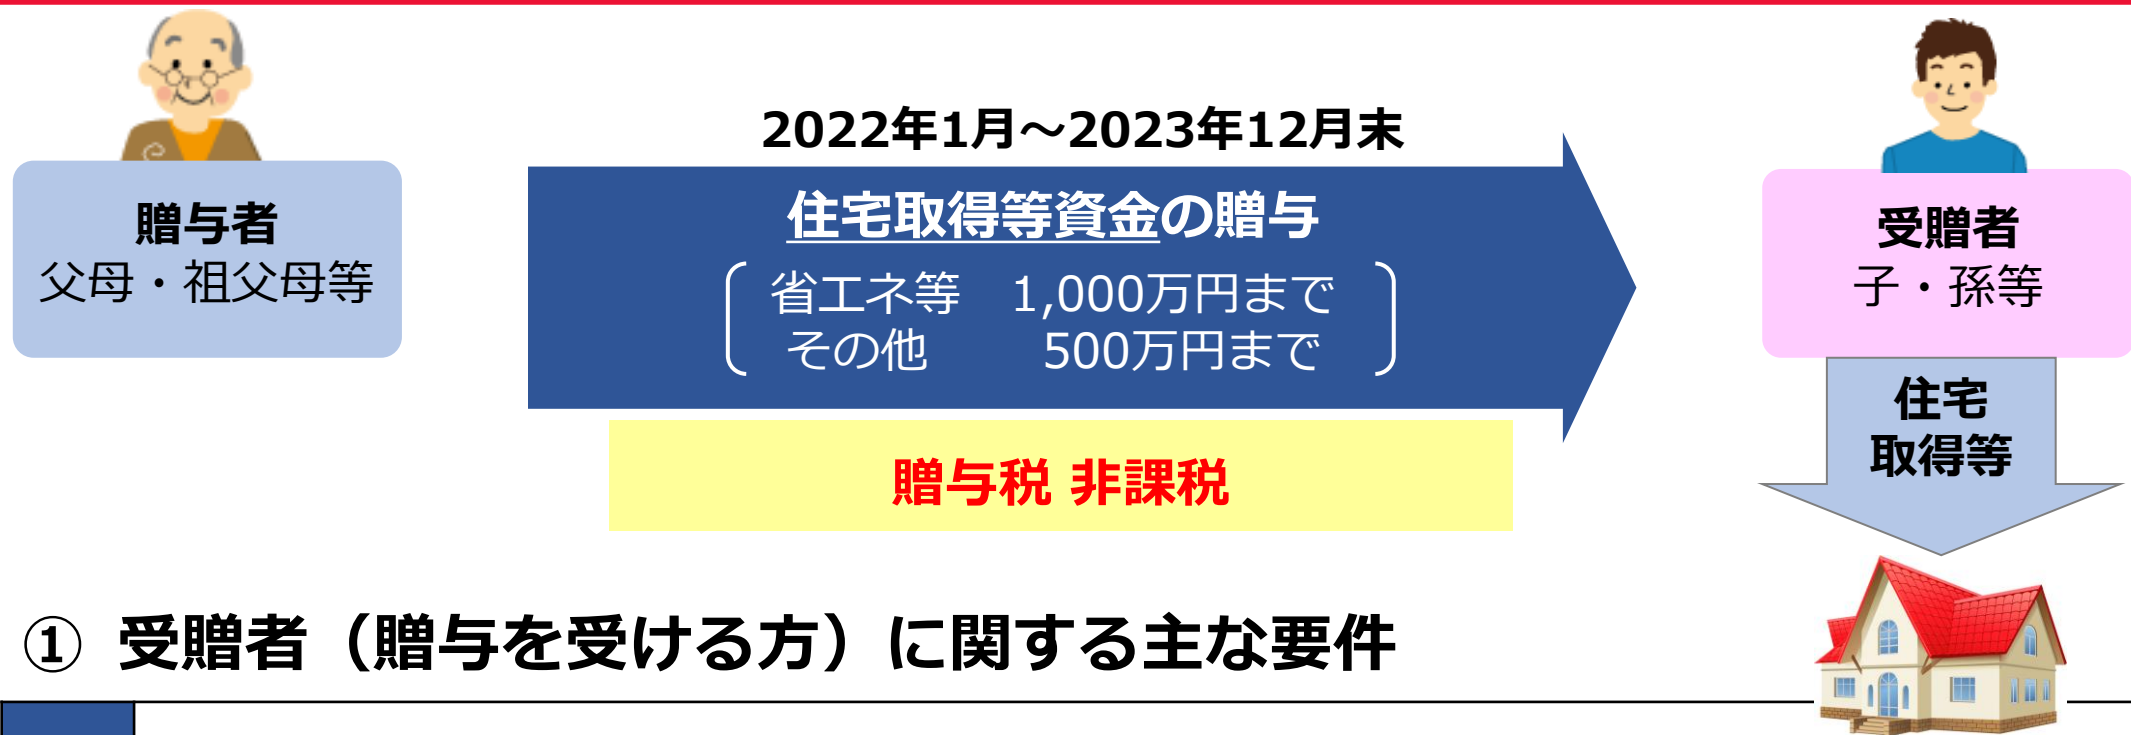 2022年1月～2023年12月末
贈与者
父母・祖父母等
住宅取得等資金の贈与
省エネ等　1,000万円まで
その他　500万円まで
贈与税 非課税
受贈者
子・孫等
住宅
取得等
① 受贈者（贈与を受ける方）に関する主な要件